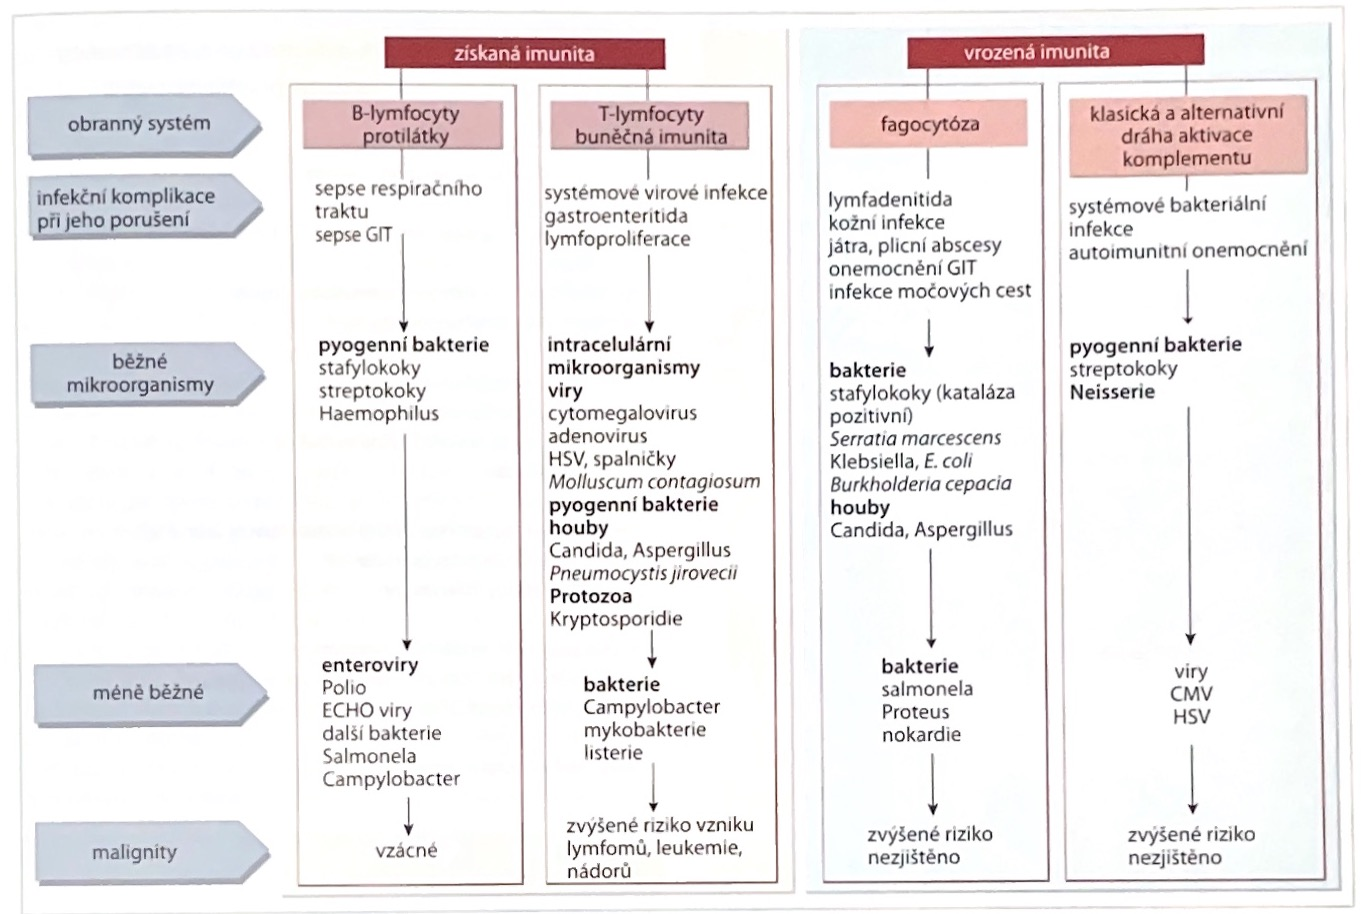 získaná imunita
vrozená imunita
obranný systém
B-lymfocyty
protilátky
T-lymfocyty
buněčná imunita
fagocytóza
klasická a alternativní
dráha aktivace
komplementu
infekční komplikace
při jeho porušení
sepse respiračního
traktu
sepse GIT
systémové virové infekce
gastroenteritida
lymfoproliferace
lymfadenitida
kožní infekce
játra, plicní abscesy
onemocnění GIT
infekce močových cest
systémové bakteriální
infekce
autoimunitní onemocnění
běžné
mikroorganismy
pyogenní bakterie
stafylokoky
streptokoky
Haemophilus
intracelulární
mikroorganismy
viry
cytomegalovirus
adenovirus
HSV, spalničky
Molluscum contagiosum
pyogenní bakterie
houby
Candida, Aspergillus
Pneumocystis jirovecii
Protozoa
Kryptosporidie
bakterie
stafylokoky (kataláza
pozitivní)
Serratia marcescens
Klebsiella, E. coli
Burkholderia cepacia
houby
Candida, Aspergillus
pyogenní bakterie
streptokoky
Neisserie
méně běžné
enteroviry
Polio
ECHO viry
další bakterie
Salmonela
Campylobacter
bakterie
Campylobacter
mykobakterie
listerie
bakterie
salmonela
Proteus
nokardie
viry
CMV
HSV
malignity
vzácné
zvýšené riziko vzniku
lymfomů, leukemie,
nádorů
zvýšené riziko
nezjištěno
zvýšené riziko
nezjištěno